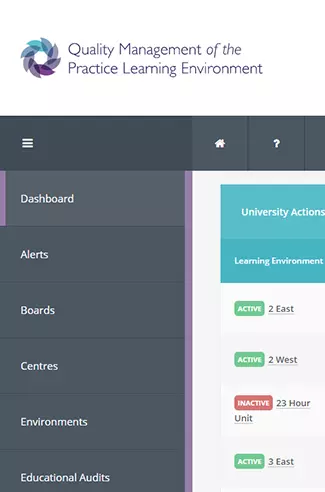 Quality Management of the
Practice Learning Environment
?
Dashboard
University Actions
Alerts
Learning Environment
Boards
ACTIVE 2 East
Centres
ACTIVE 2 West
INACTIVE 23 Hour
Unit
Environments
ACTIVE 3 East
Educational Audits